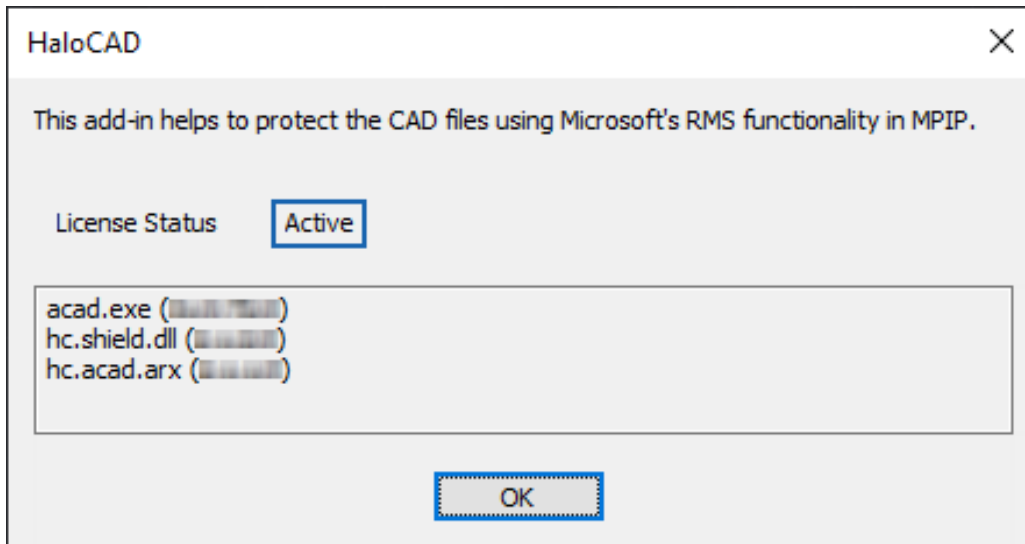 HaloCAD
This add-in helps to protect the CAD files using Microsoft's RMS functionality in MPIP.
License Status Active
acad.exe ( )
hc.shield.dll ( )
hc.acad.arx ( )
OK